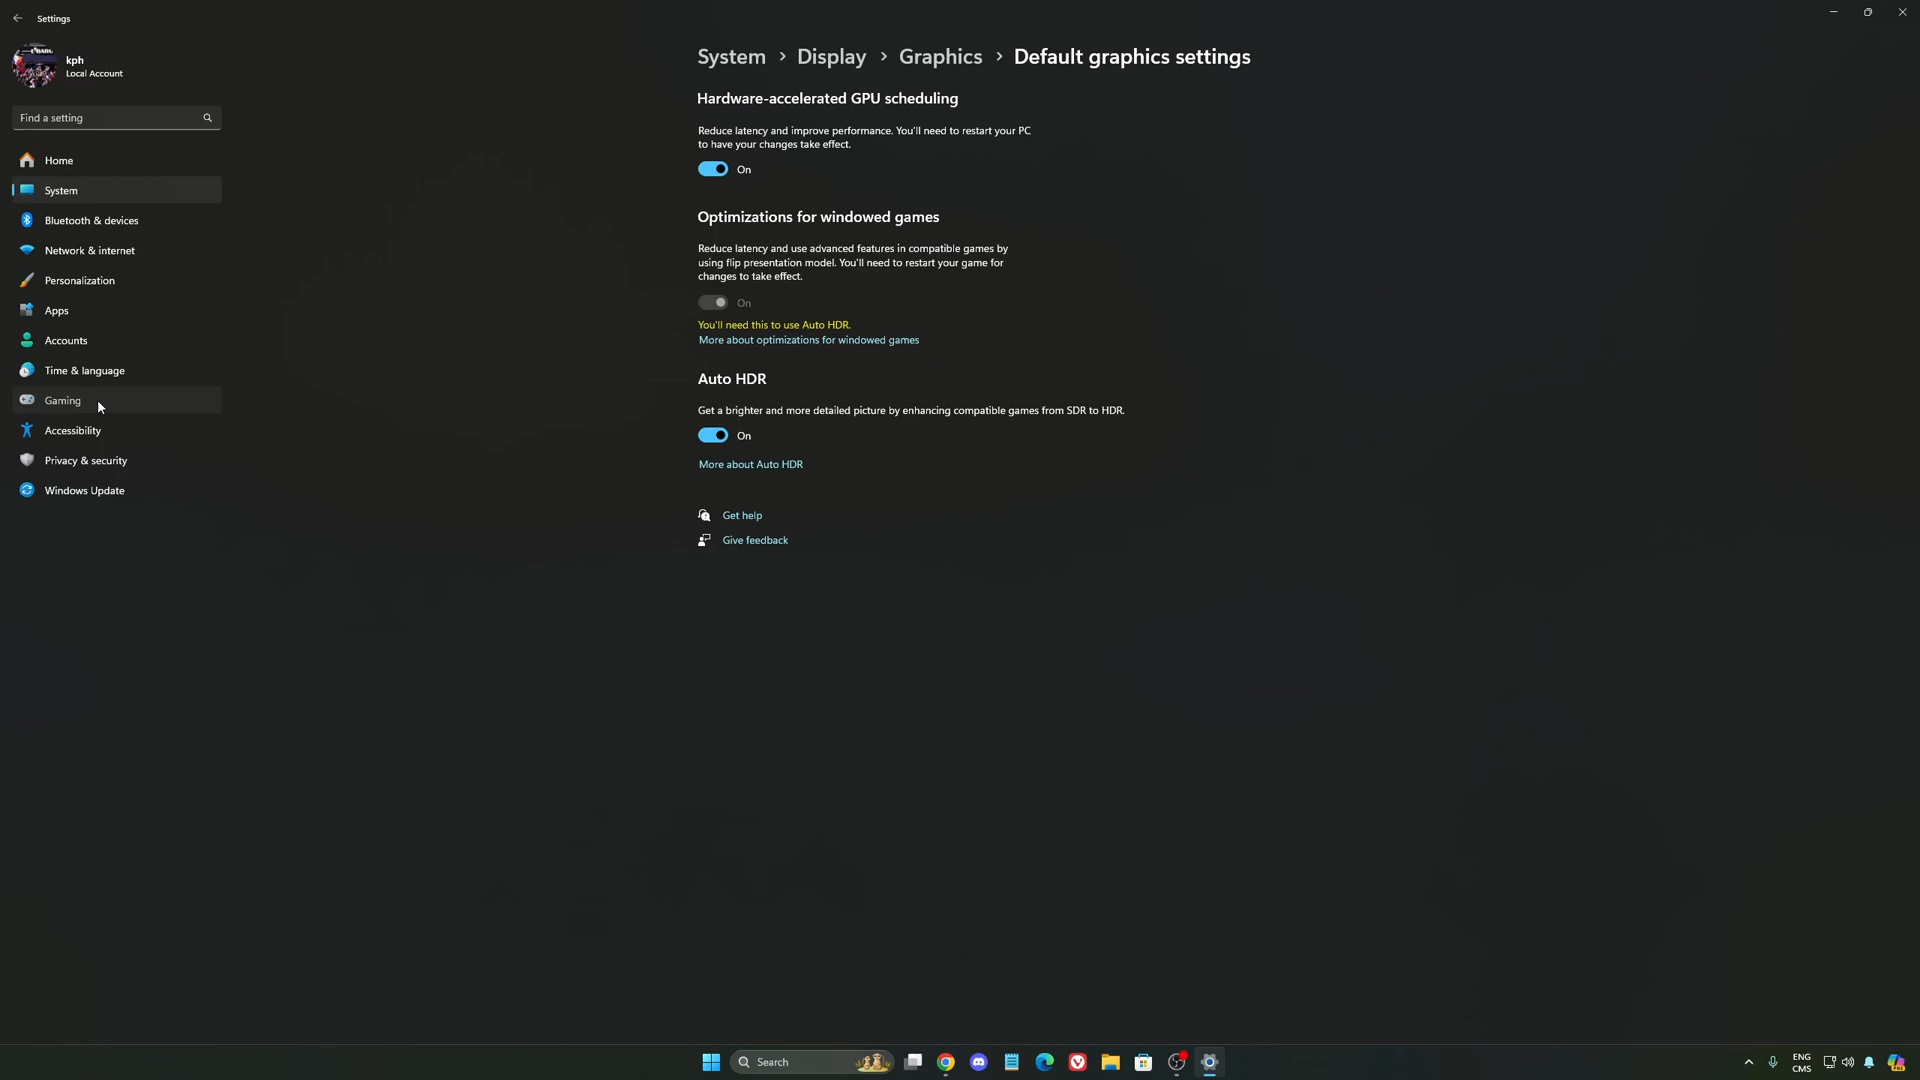 Settings
kph
Local Account
Find a setting
Home
System
Bluetooth & devices
Network & internet
Personalization
Apps
Accounts
Time & language
Gaming
Accessibility
Privacy & security
Windows Update
System > Display > Graphics > Default graphics settings
Hardware-accelerated GPU scheduling
Reduce latency and improve performance. You'll need to restart your PC
to have your changes take effect.
On
Optimizations for windowed games
Reduce latency and use advanced features in compatible games by
using flip presentation model. You'll need to restart your game for
changes to take effect.
On
You'll need this to use Auto HDR.
More about optimizations for windowed games
Auto HDR
Get a brighter and more detailed picture by enhancing compatible games from SDR to HDR.
On
More about Auto HDR
Get help
Give feedback
Search
ENG
CMS